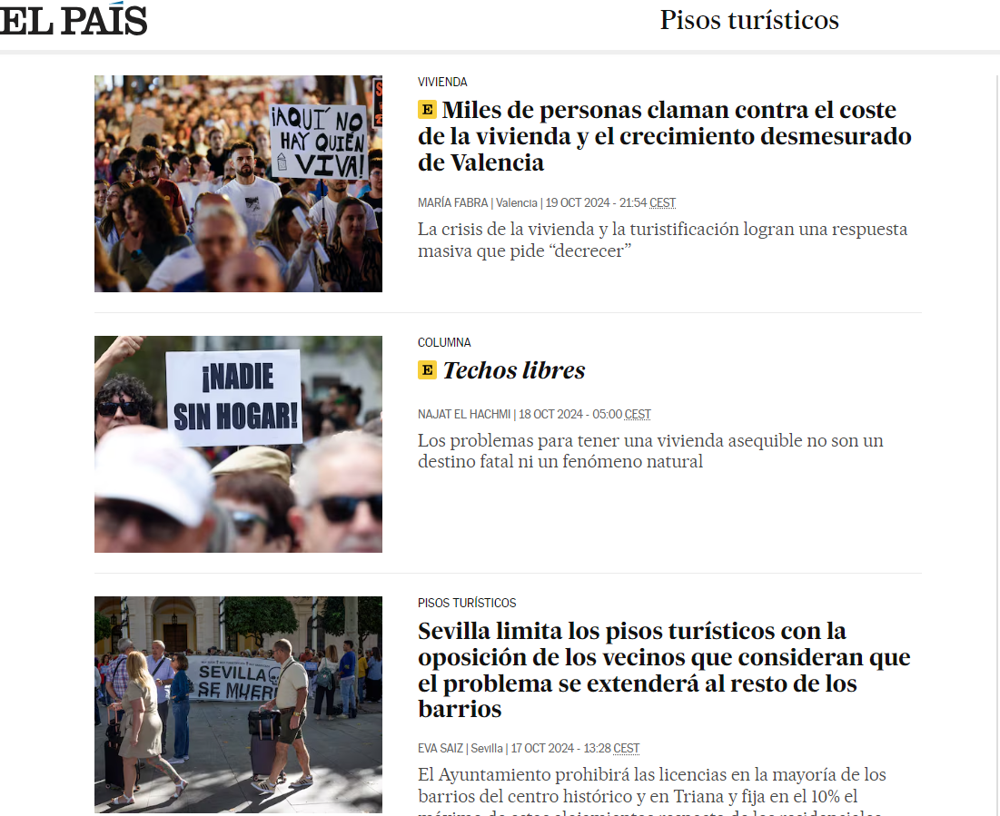 EL PAÍS
Pisos turísticos
¡AQUÍ NO
HAY QUIEN
VIVA!
VIVIENDA
E Miles de personas claman contra el coste
de la vivienda y el crecimiento desmesurado
de Valencia
MARÍA FABRA | Valencia | 19 OCT 2024 - 21:54 CEST
La crisis de la vivienda y la turistificación logran una respuesta
masiva que pide “decrecer”
¡NADIE
SIN HOGAR!
COLUMNA
E Techos libres
NAJAT EL HACHMI | 18 OCT 2024 - 05:00 CEST
Los problemas para tener una vivienda asequible no son un
destino fatal ni un fenómeno natural
SEVILLA
SE MUER
PISOS TURÍSTICOS
Sevilla limita los pisos turísticos con la
oposición de los vecinos que consideran que
el problema se extenderá al resto de los
barrios
EVA SAIZ | Sevilla | 17 OCT 2024 - 13:28 CEST
El Ayuntamiento prohibirá las licencias en la mayoría de los
barrios del centro histórico y en Triana y fija en el 10% el